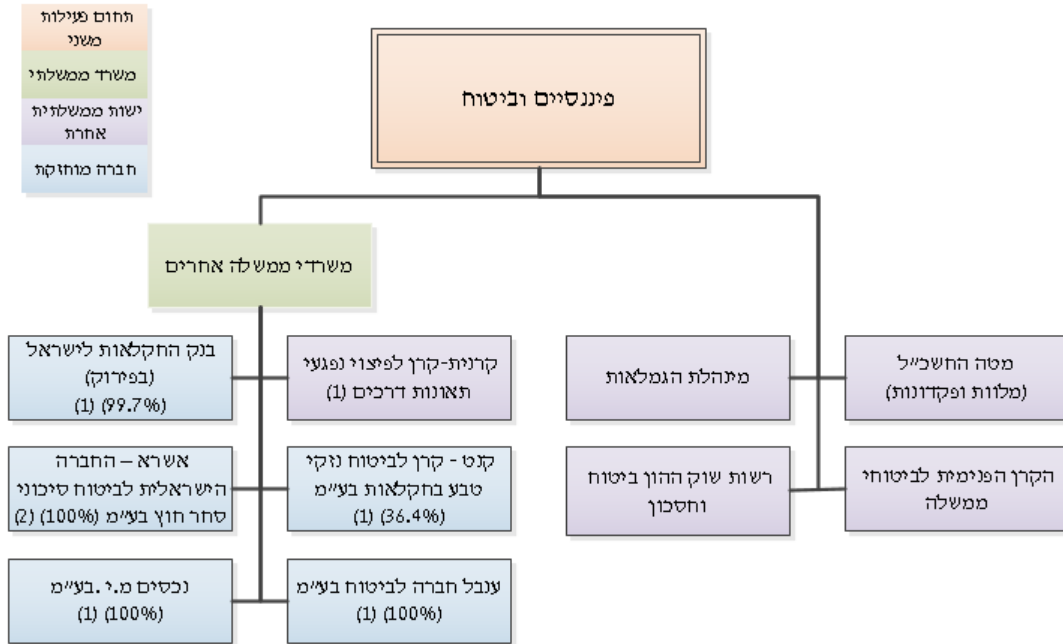 תחום פעילות
משני
משרד ממשלתי
ישות ממשלתית
אחרת
חברה מוחזקת
פיננסיים וביטוח
משרדי ממשלה אחרים
מטה החשכ״ל
(מלוות ופקדונות)
מינהלת הגמלאות
קרנית-קרן לפיצוי נפגעי
תאונות דרכים (1)
בנק החקלאות לישראל
(בפירוק)
(99.7%) (1)
הקרן הפנימית לביטוחי
ממשלה
רשות שוק ההון ביטוח
וחסכון
קנט - קרן לביטוח נזקי
טבע בחקלאות בע״מ
(36.4%) (1)
אשרא – החברה
הישראלית לביטוח סיכוני
סחר חוץ בע״מ (100%) (2)
ענבל חברה לביטוח בע״מ
(100%) (1)
נכסים מ.י .בע״מ
(100%) (1)